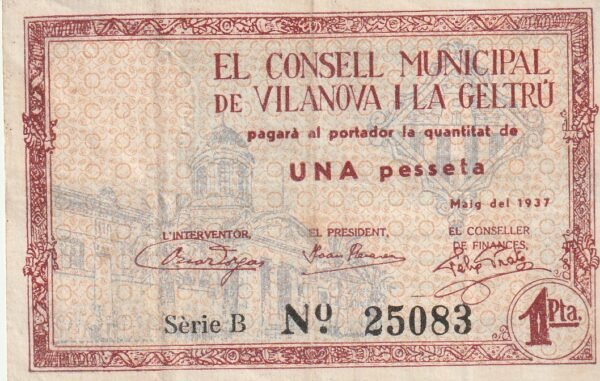 EL CONSELL MUNICIPAL
DE VILANOVA I LA GELTRÚ
pagarà al portador la quantitat de
UNA pesseta
Maig del 1937
L'INTERVENTOR, EL PRESIDENT, EL CONSELLER
DE FINANCES,
Sèrie B Nº 25083
1 Pta.